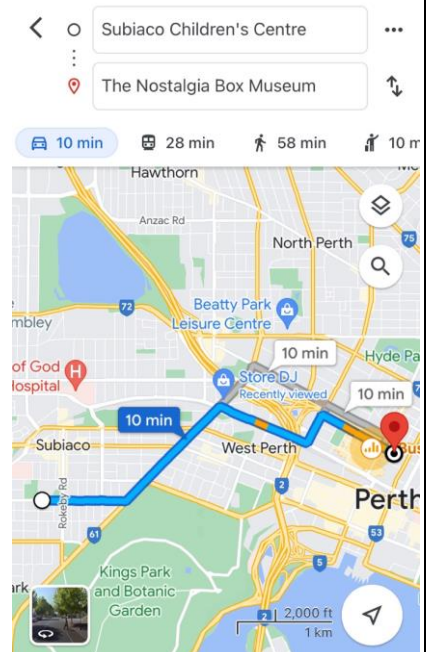 Subiaco Children's Centre
The Nostalgia Box Museum
10 min
28 min
58 min
10 m
Hawthorn
Anzac Rd
North Perth
75
72
Beatty Park
Leisure Centre
mbley
of God
Hospital
H
10 min
Hyde Pa
Store DJ
Recently viewed
10 min
10 min
Subiaco
West Perth
Bus
Rokeby Rd
2
Perth
61
53
Kings Park
and Botanic
Garden
5
ark
2
2,000 ft
1 km